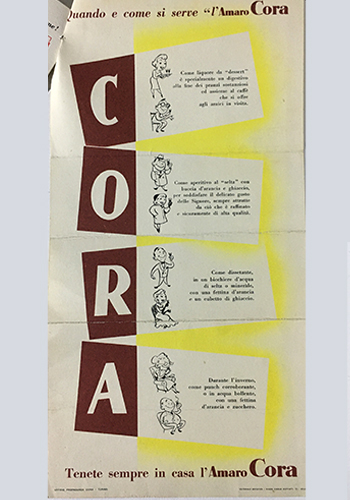 Quando e come si serve "l'Amaro Cora
C
Come liquore da "dessert"
è specialmente un digestivo
alla fine dei pranzi sostanziosi
ed assieme al caffè
che si offre
agli amici in visita.
O
Come aperitivo al "selta" con
buccia d'arancia e ghiaccio,
per soddisfare il delicato gusto
delle Signore, sempre attratte
da ciò che è raffinato
e sicuramente di alta qualità.
R
Come dissetante,
in un bicchiere d'acqua
di selta o minerale,
con una fettina d'arancia
e un cubetto di ghiaccio.
A
Durante l'inverno,
come punch corroborante,
o in acqua bollente,
con una fettina
d'arancia e zucchero.
Tenete sempre in casa l'Amaro Cora